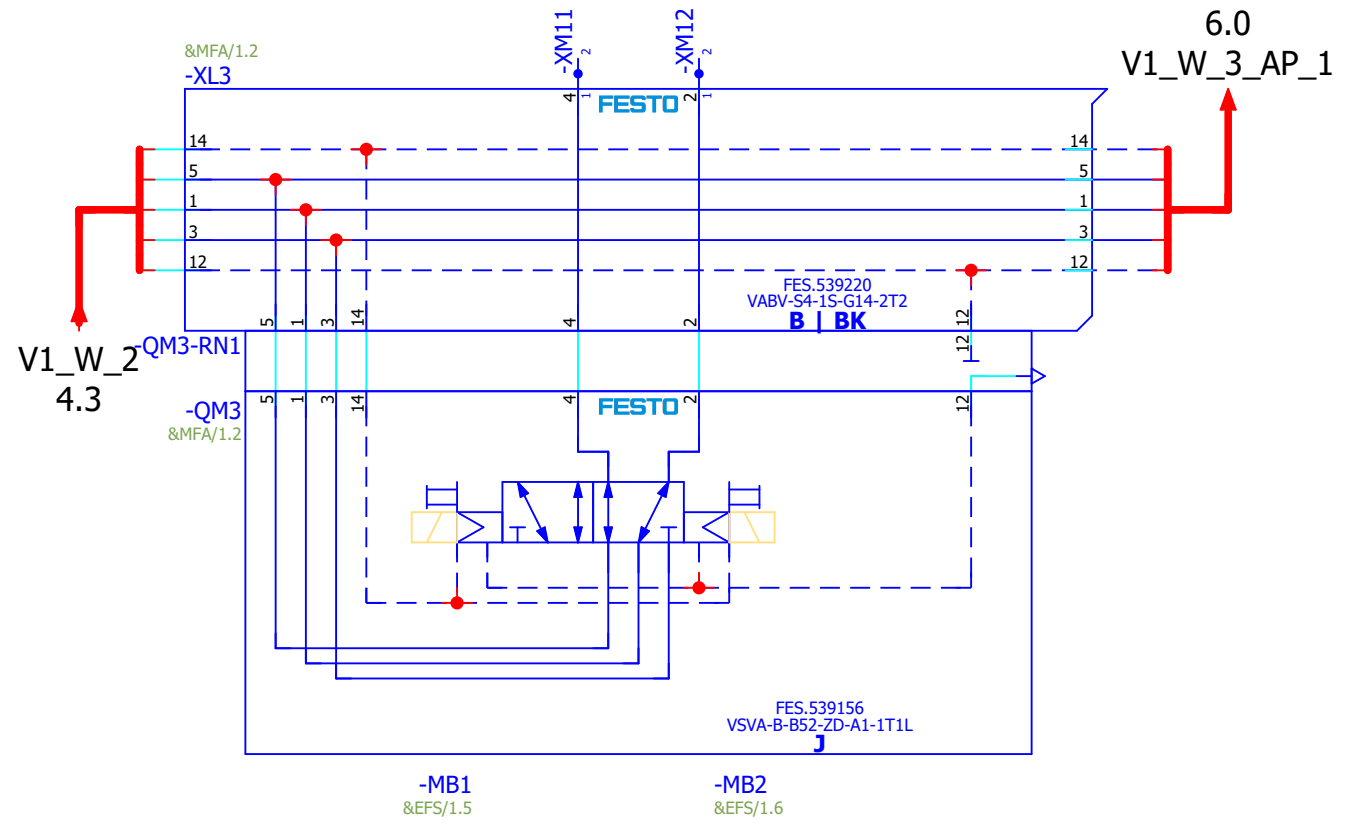 6.0
V1_W_3_AP_1
-XM11
2
-XM12
2
&MFA/1.2
-XL3
4
1
FESTO
2
1
14
14
5
5
1
1
3
3
12
12
FES.539220
VABV-S4-1S-G14-2T2
B | BK
5
1
3
14
4
2
12
V1_W_2
4.3
-QM3-RN1
12
-QM3
&MFA/1.2
5
1
3
14
4
FESTO
2
12
FES.539156
VSVA-B-B52-ZD-A1-1T1L
J
-MB1
&EFS/1.5
-MB2
&EFS/1.6